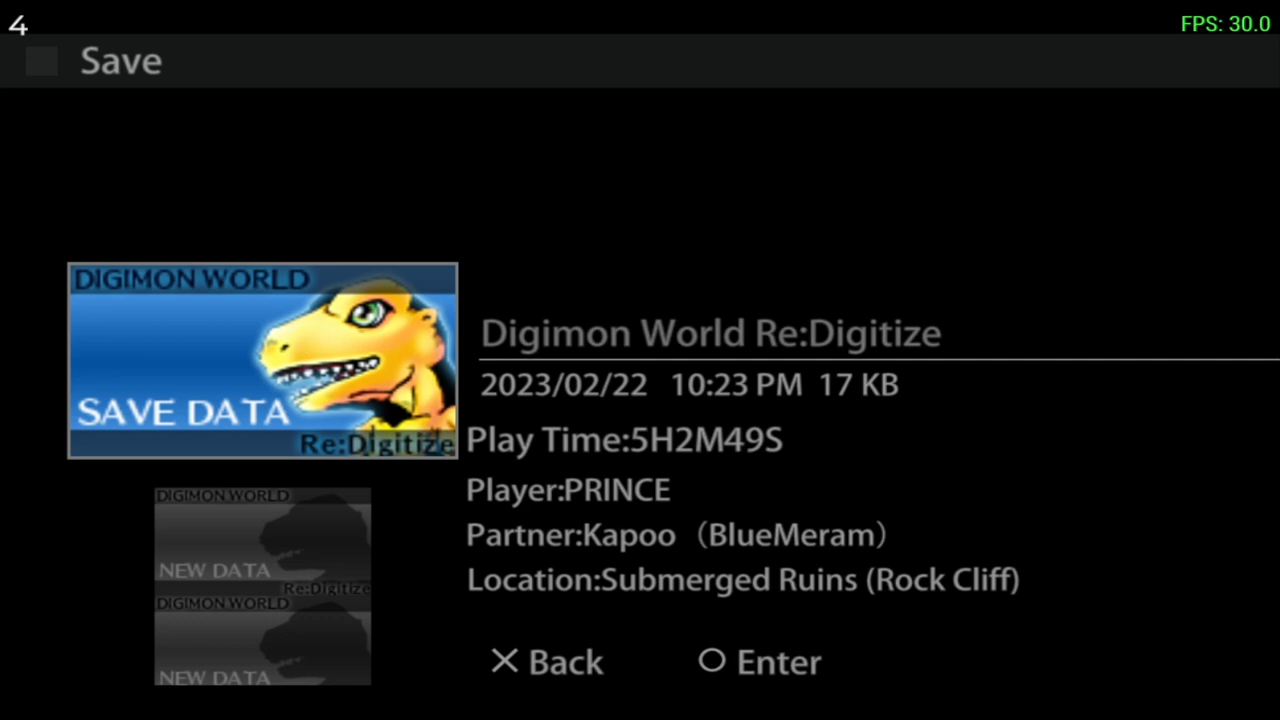 4
FPS: 30.0
Save
DIGIMON WORLD
SAVE DATA
Re:Digitize
Digimon World Re:Digitize
2023/02/22 10:23 PM 17 KB
Play Time:5H2M49S
Player:PRINCE
Partner:Kapoo（BlueMeram）
Location:Submerged Ruins (Rock Cliff)
DIGIMON WORLD
NEW DATA
Re:Digitize
DIGIMON WORLD
NEW DATA
X Back O Enter